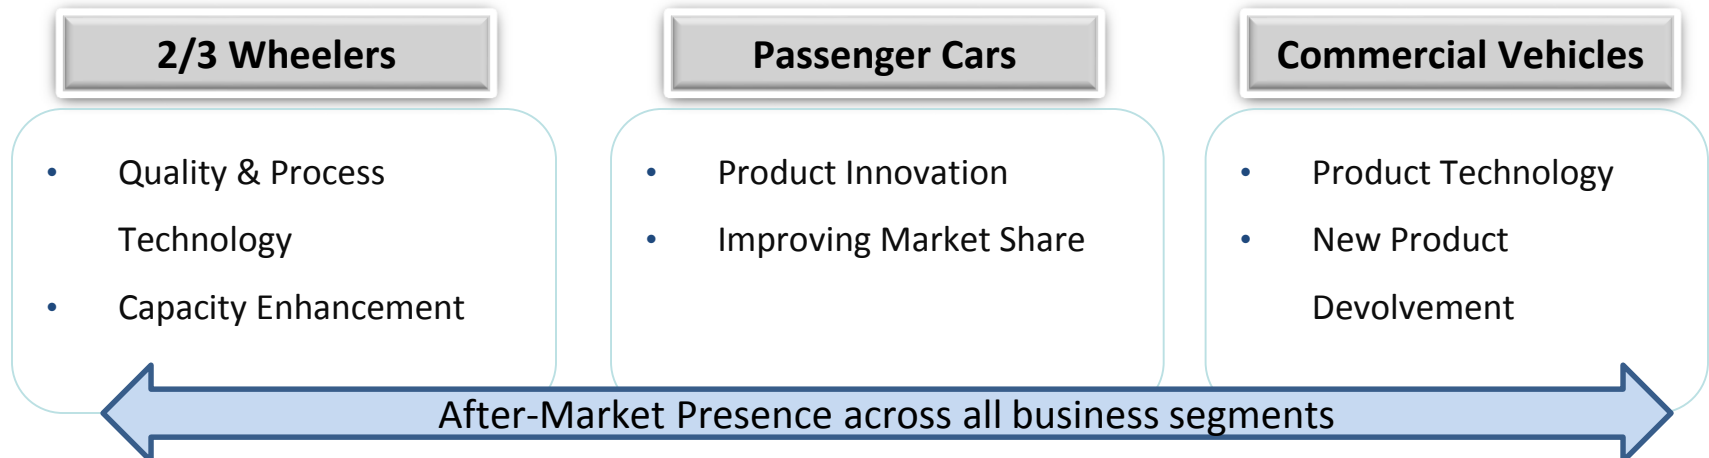 2/3 Wheelers
• Quality & Process
Technology
• Capacity Enhancement
Passenger Cars
• Product Innovation
• Improving Market Share
Commercial Vehicles
• Product Technology
• New Product
Devolvement
After-Market Presence across all business segments